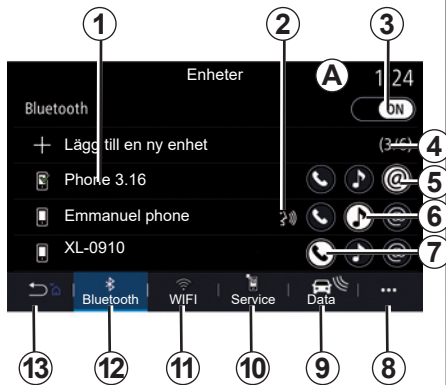 1 2 3
Enheter A 1 24
Bluetooth ON
Lägg till en ny enhet (3/6) 4
Phone 3.16 @ 5
Emmanuel phone @ 6
XL-0910 @ 7
Bluetooth WIFI Service Data ...
13 12 11 10 9 8